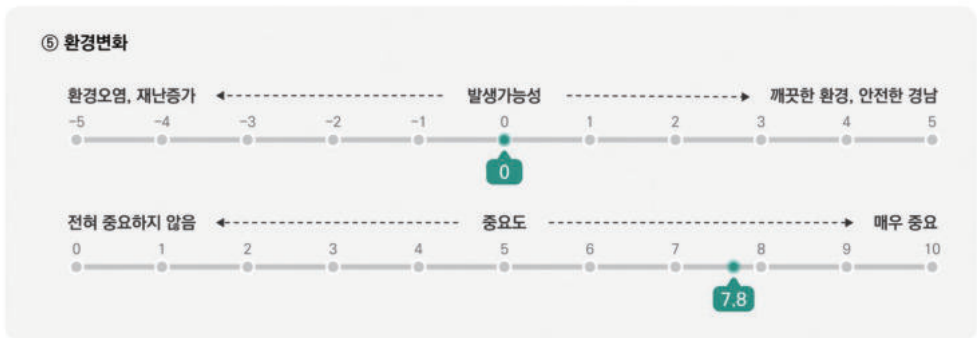 ⑤ 환경변화
환경오염, 재난증가 발생가능성 깨끗한 환경, 안전한 경남
-5 -4 -3 -2 -1 0 1 2 3 4 5
0
전혀 중요하지 않음 중요도 매우 중요
0 1 2 3 4 5 6 7 8 9 10
7.8